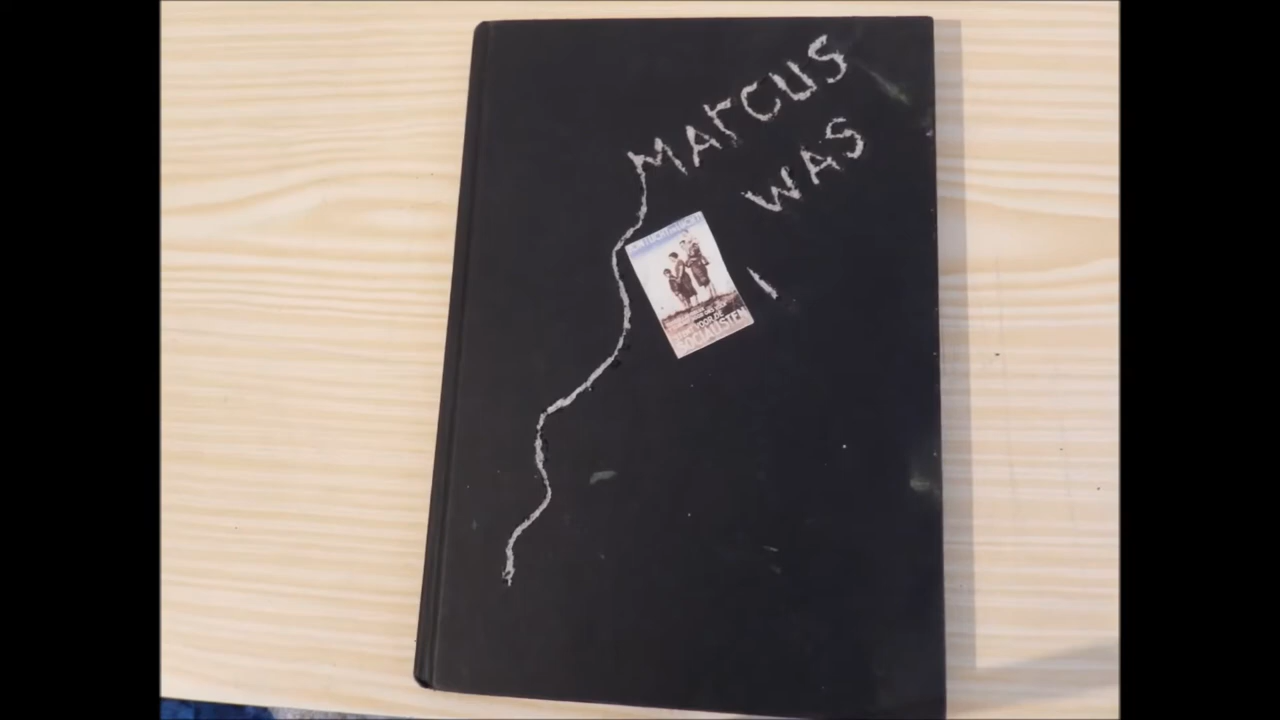 MArCUS
WAS
I
VOOR DE
SOCIALISTEN